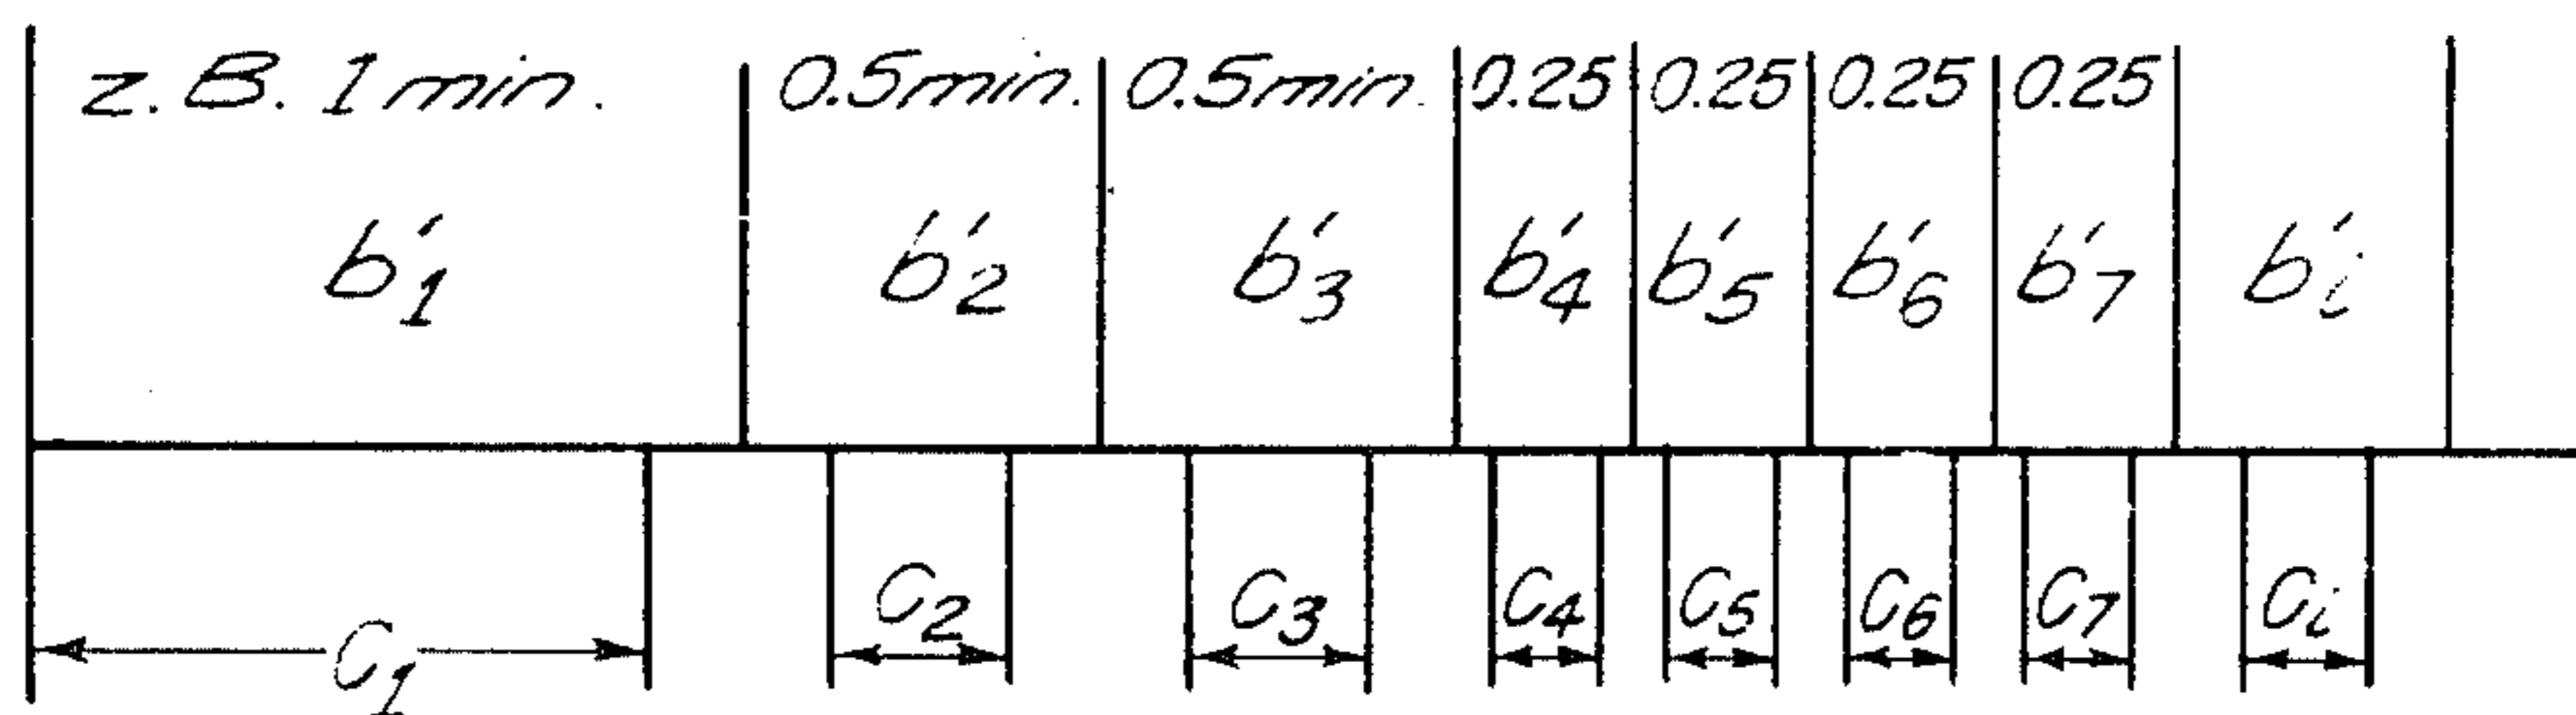 z. B. 1 min. 0.5 min. 0.5 min. 0.25 0.25 0.25 0.25
b'1 b'2 b'3 b'4 b'5 b'6 b'7 b'i
C1 C2 C3 C4 C5 C6 C7 Ci